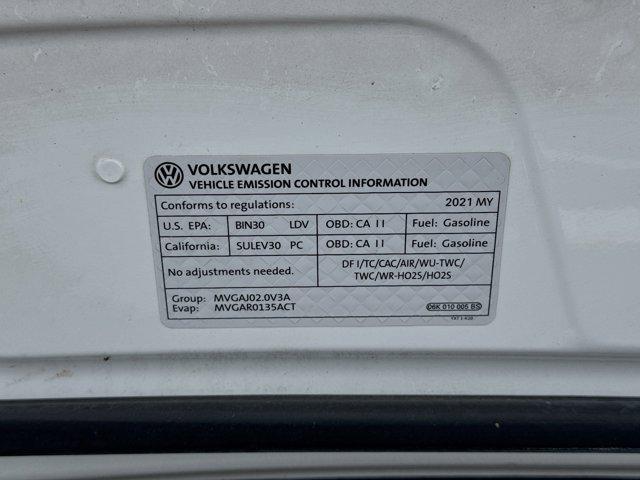 VOLKSWAGEN
VEHICLE EMISSION CONTROL INFORMATION
Conforms to regulations: 2021 MY
U.S. EPA: BIN30 LDV OBD: CA II Fuel: Gasoline
California: SULEV30 PC OBD: CA II Fuel: Gasoline
No adjustments needed.
DFI/TC/CAC/AIR/WU-TWC/
TWC/WR-HO2S/HO2S
Group: MVGAJ02.0V3A
Evap: MVGAR0135ACT
06K 010 005 BS